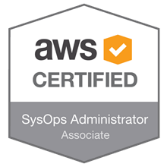 aws
CERTIFIED
SysOps Administrator
Associate